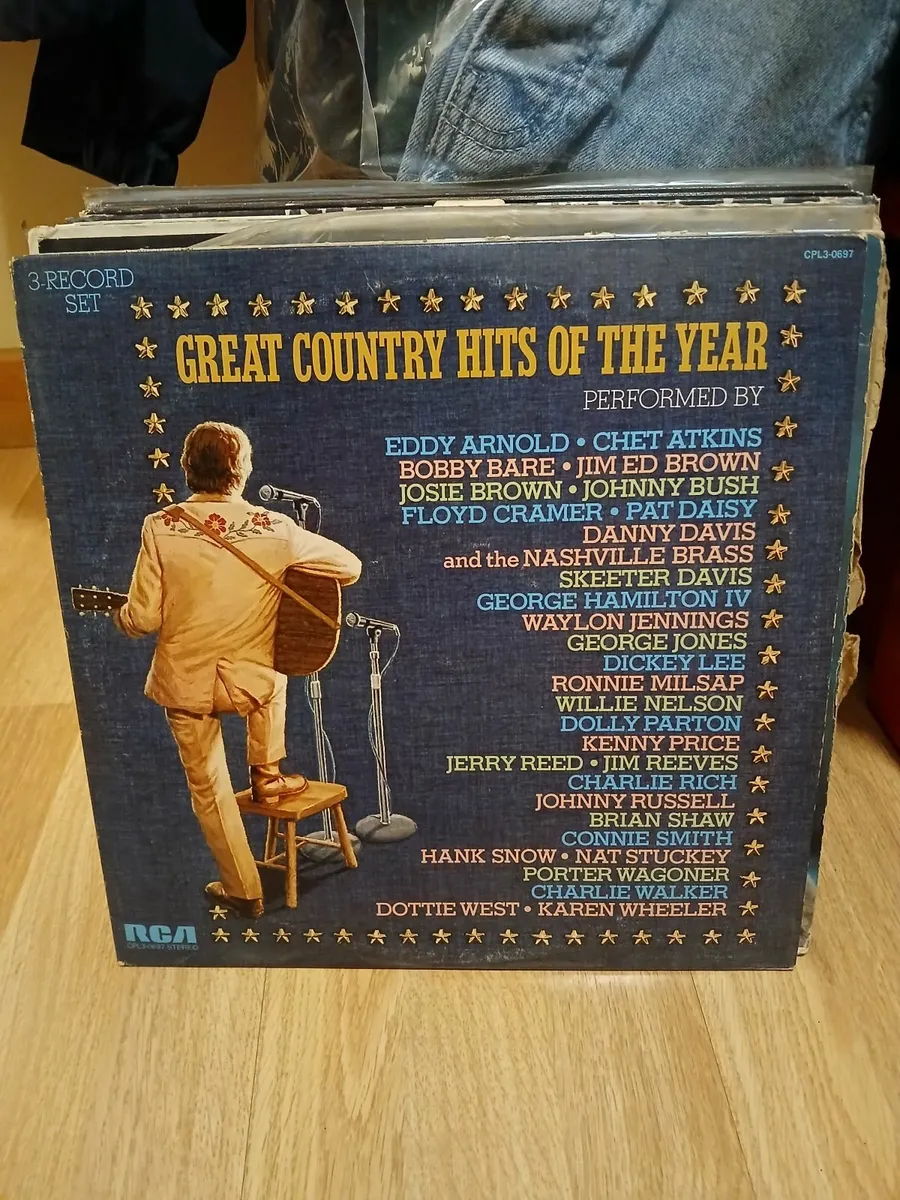 3-RECORD
SET
CPL3-0697
GREAT COUNTRY HITS OF THE YEAR
PERFORMED BY
EDDY ARNOLD • CHET ATKINS
BOBBY BARE • JIM ED BROWN
JOSIE BROWN • JOHNNY BUSH
FLOYD CRAMER • PAT DAISY
DANNY DAVIS
and the NASHVILLE BRASS
SKEETER DAVIS
GEORGE HAMILTON IV
WAYLON JENNINGS
GEORGE JONES
DICKEY LEE
RONNIE MILSAP
WILLIE NELSON
DOLLY PARTON
KENNY PRICE
JERRY REED • JIM REEVES
CHARLIE RICH
JOHNNY RUSSELL
BRIAN SHAW
CONNIE SMITH
HANK SNOW • NAT STUCKEY
PORTER WAGONER
CHARLIE WALKER
DOTTIE WEST • KAREN WHEELER
RCA
CPL3-0697 STEREO